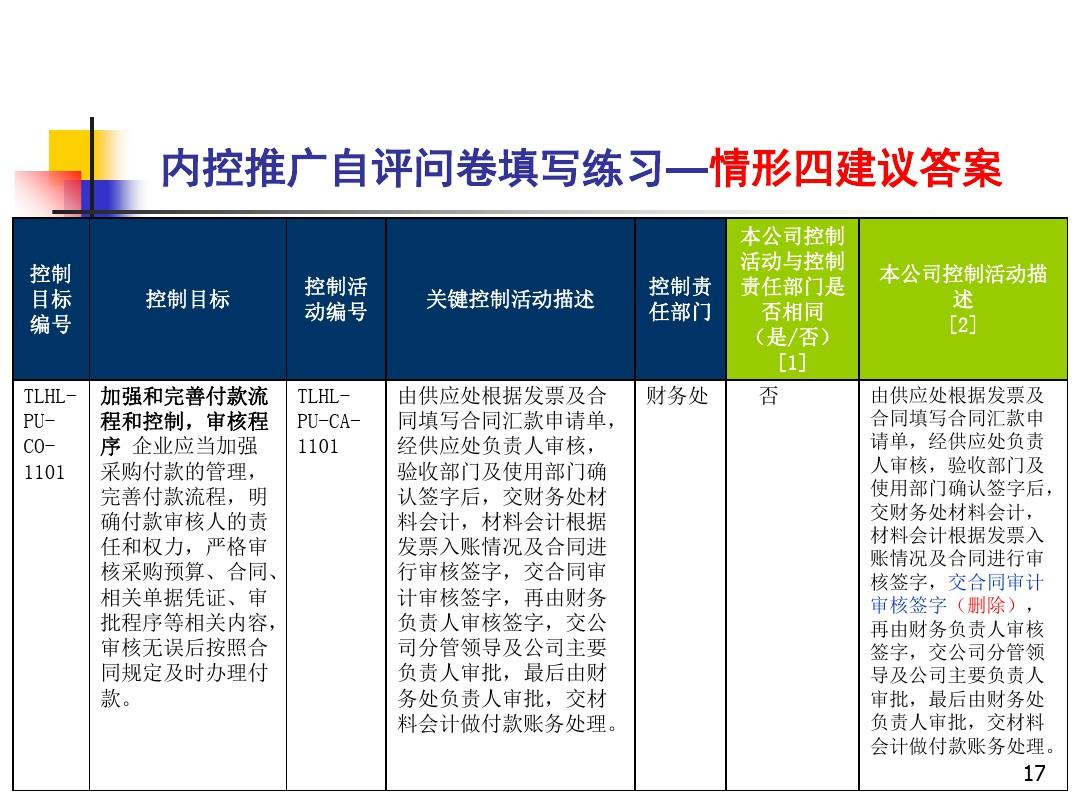 内控推广自评问卷填写练习—情形四建议答案
控制
目标
编号
控制目标
控制活
动编号
关键控制活动描述
控制责
任部门
本公司控制
活动与控制
责任部门是
否相同
（是/否）
[1]
本公司控制活动描
述
[2]
TLHL-
PU-
CO-
1101
加强和完善付款流
程和控制，审核程
序 企业应当加强
采购付款的管理，
完善付款流程，明
确付款审核人的责
任和权力，严格审
核采购预算、合同、
相关单据凭证、审
批程序等相关内容，
审核无误后按照合
同规定及时办理付
款。
TLHL-
PU-CA-
1101
由供应处根据发票及合
同填写合同汇款申请单，
经供应处负责人审核，
验收部门及使用部门确
认签字后，交财务处材
料会计，材料会计根据
发票入账情况及合同进
行审核签字，交合同审
计审核签字，再由财务
负责人审核签字，交公
司分管领导及公司主要
负责人审批，最后由财
务处负责人审批，交材
料会计做付款账务处理。
财务处
否
由供应处根据发票及
合同填写合同汇款申
请单，经供应处负责
人审核，验收部门及
使用部门确认签字后，
交财务处材料会计，
材料会计根据发票入
账情况及合同进行审
核签字，交合同审计
审核签字（删除），
再由财务负责人审核
签字，交公司分管领
导及公司主要负责人
审批，最后由财务处
负责人审批，交材料
会计做付款账务处理。
17